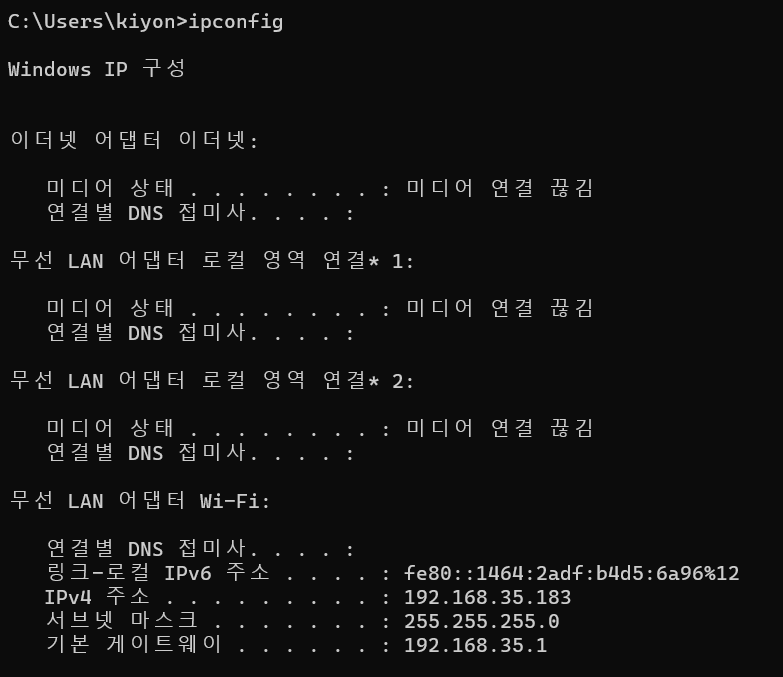 C:\Users\kiyon>ipconfig
Windows IP 구성
이더넷 어댑터 이더넷:
미디어 상태 . . . . . . . . : 미디어 연결 끊김
연결별 DNS 접미사. . . . :
무선 LAN 어댑터 로컬 영역 연결* 1:
미디어 상태 . . . . . . . . : 미디어 연결 끊김
연결별 DNS 접미사. . . . :
무선 LAN 어댑터 로컬 영역 연결* 2:
미디어 상태 . . . . . . . . : 미디어 연결 끊김
연결별 DNS 접미사. . . . :
무선 LAN 어댑터 Wi-Fi:
연결별 DNS 접미사. . . . :
링크-로컬 IPv6 주소 . . . . : fe80::1464:2adf:b4d5:6a96%12
IPv4 주소 . . . . . . . . . : 192.168.35.183
서브넷 마스크 . . . . . . . : 255.255.255.0
기본 게이트웨이 . . . . . . : 192.168.35.1